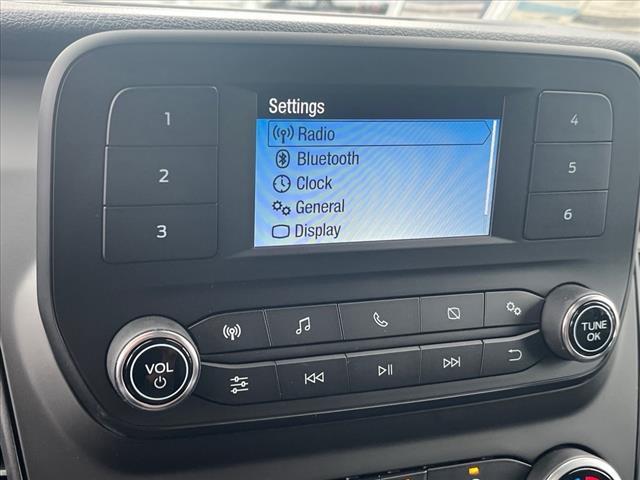 Settings
Radio
Bluetooth
Clock
General
Display
1
2
3
4
5
6
VOL
TUNE
OK